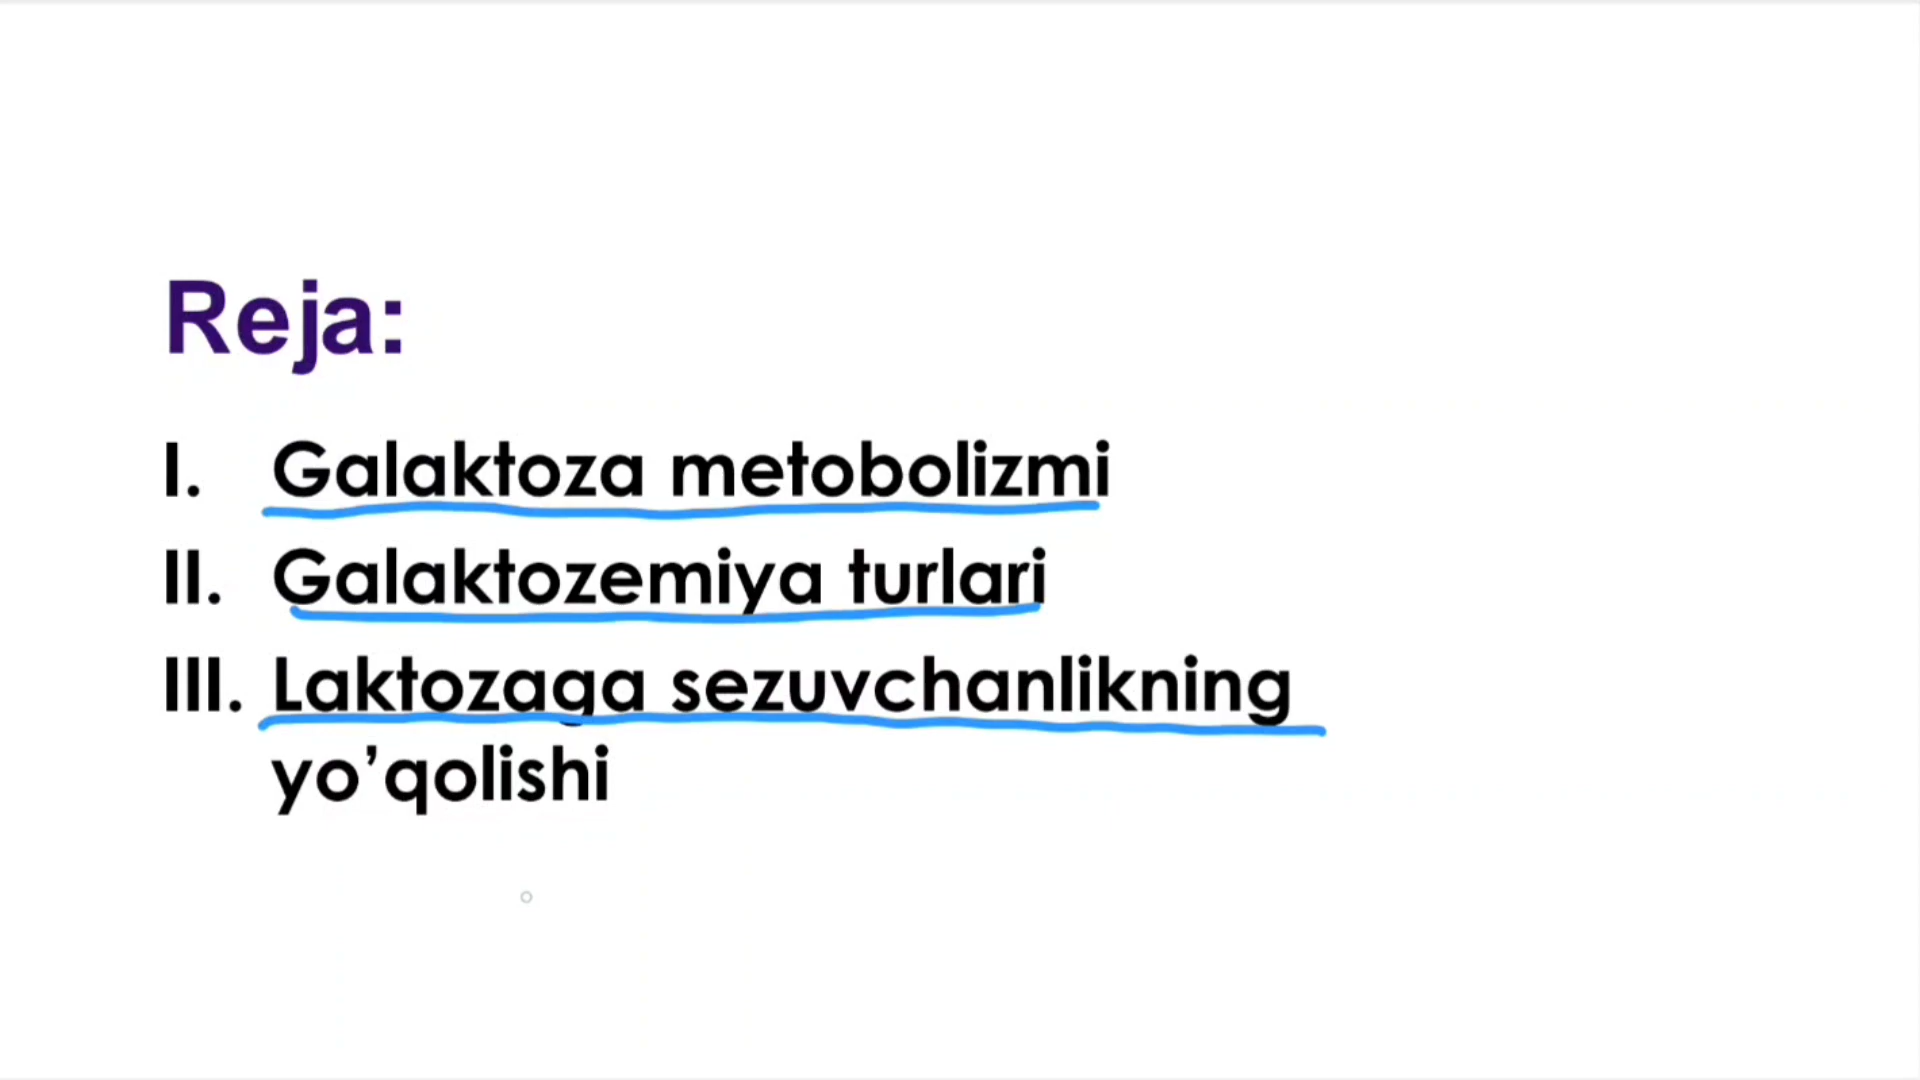 Reja:
I. Galaktoza metobolizmi
II. Galaktozemiya turlari
III. Laktozaga sezuvchanlikning
yo’qolishi